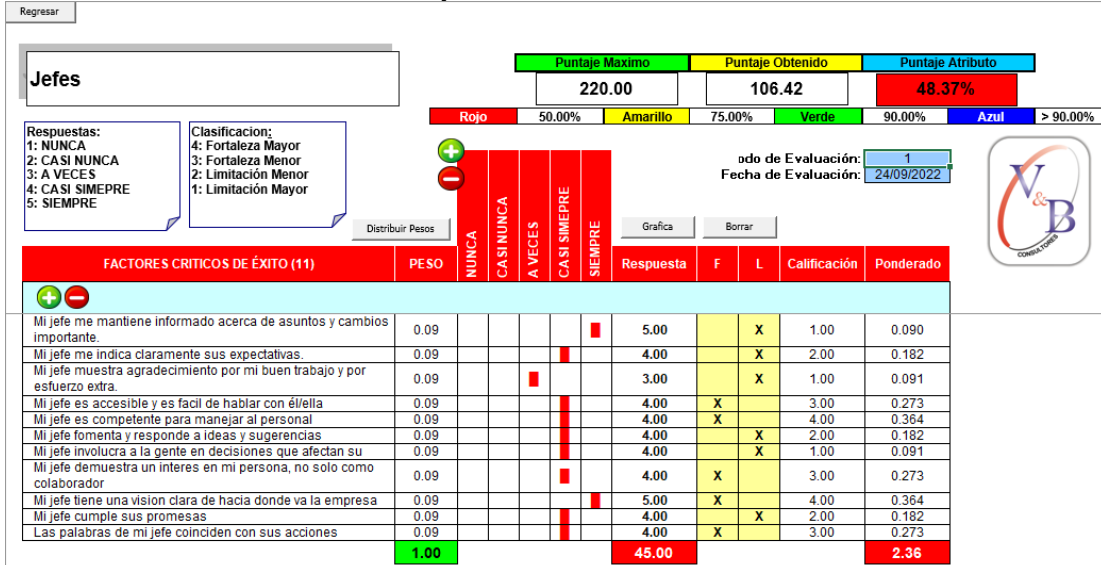 Regresar
Jefes
Puntaje Maximo Puntaje Obtenido Puntaje Atributo
220.00 106.42 48.37%
Rojo 50.00% Amarillo 75.00% Verde 90.00% Azul > 90.00%
Respuestas:
1: NUNCA
2: CASI NUNCA
3: A VECES
4: CASI SIMEPRE
5: SIEMPRE
Clasificacion:
4: Fortaleza Mayor
3: Fortaleza Menor
2: Limitación Menor
1: Limitación Mayor
odo de Evaluación: 1
Fecha de Evaluación: 24/09/2022
V&B
CONSULTORES
Distribuir Pesos
Grafica
Borrar
FACTORES CRITICOS DE ÉXITO (11) PESO NUNCA CASI NUNCA A VECES CASI SIMEPRE SIEMPRE Respuesta F L Calificación Ponderado
Mi jefe me mantiene informado acerca de asuntos y cambios
importante. 0.09 5.00 X 1.00 0.090
Mi jefe me indica claramente sus expectativas. 0.09 4.00 X 2.00 0.182
Mi jefe muestra agradecimiento por mi buen trabajo y por
esfuerzo extra. 0.09 3.00 X 1.00 0.091
Mi jefe es accesible y es facil de hablar con él/ella 0.09 4.00 X 3.00 0.273
Mi jefe es competente para manejar al personal 0.09 4.00 X 4.00 0.364
Mi jefe fomenta y responde a ideas y sugerencias 0.09 4.00 X 2.00 0.182
Mi jefe involucra a la gente en decisiones que afectan su 0.09 4.00 X 1.00 0.091
Mi jefe demuestra un interes en mi persona, no solo como
colaborador 0.09 4.00 X 3.00 0.273
Mi jefe tiene una vision clara de hacia donde va la empresa 0.09 5.00 X 4.00 0.364
Mi jefe cumple sus promesas 0.09 4.00 X 2.00 0.182
Las palabras de mi jefe coinciden con sus acciones 0.09 4.00 X 3.00 0.273
1.00 45.00 2.36